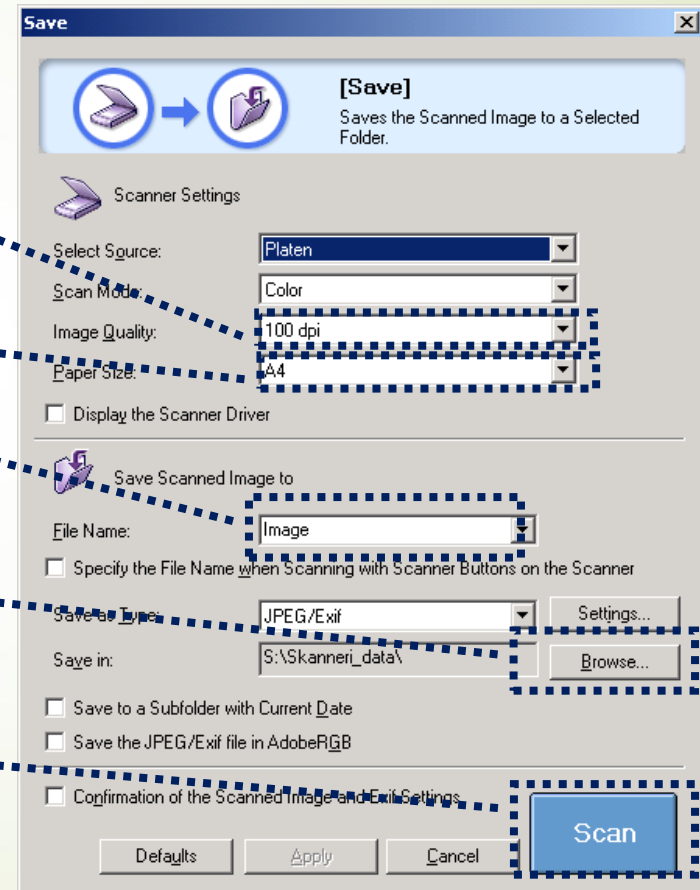 Save
[Save]
Saves the Scanned Image to a Selected
Folder.
Scanner Settings
Select Source: Platen
Scan Mode: Color
Image Quality: 100 dpi
Paper Size: A4
Display the Scanner Driver
Save Scanned Image to
File Name: Image
Specify the File Name when Scanning with Scanner Buttons on the Scanner
Save as Type: JPEG/Exif Settings...
Save in: S:\Skanneri_data\ Browse...
Save to a Subfolder with Current Date
Save the JPEG/Exif file in AdobeRGB
Confirmation of the Scanned Image and Exif Settings
Scan
Defaults Apply Cancel